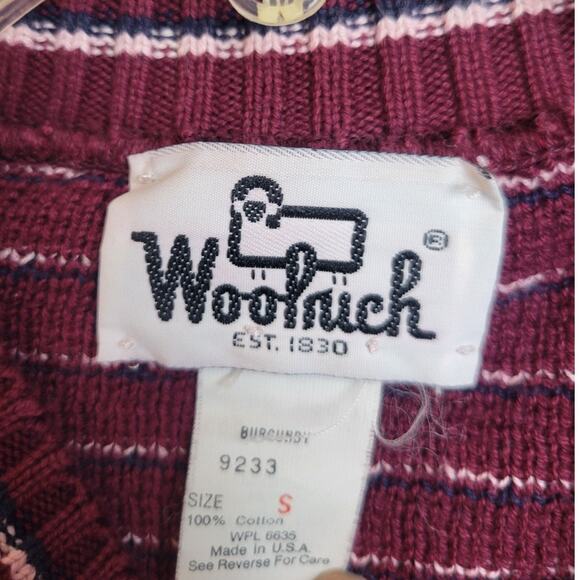 Woolrich ®
EST. 1830
BURGUNDY
9233
SIZE S
100% Cotton
WPL 6635
Made in U.S.A.
See Reverse For Care